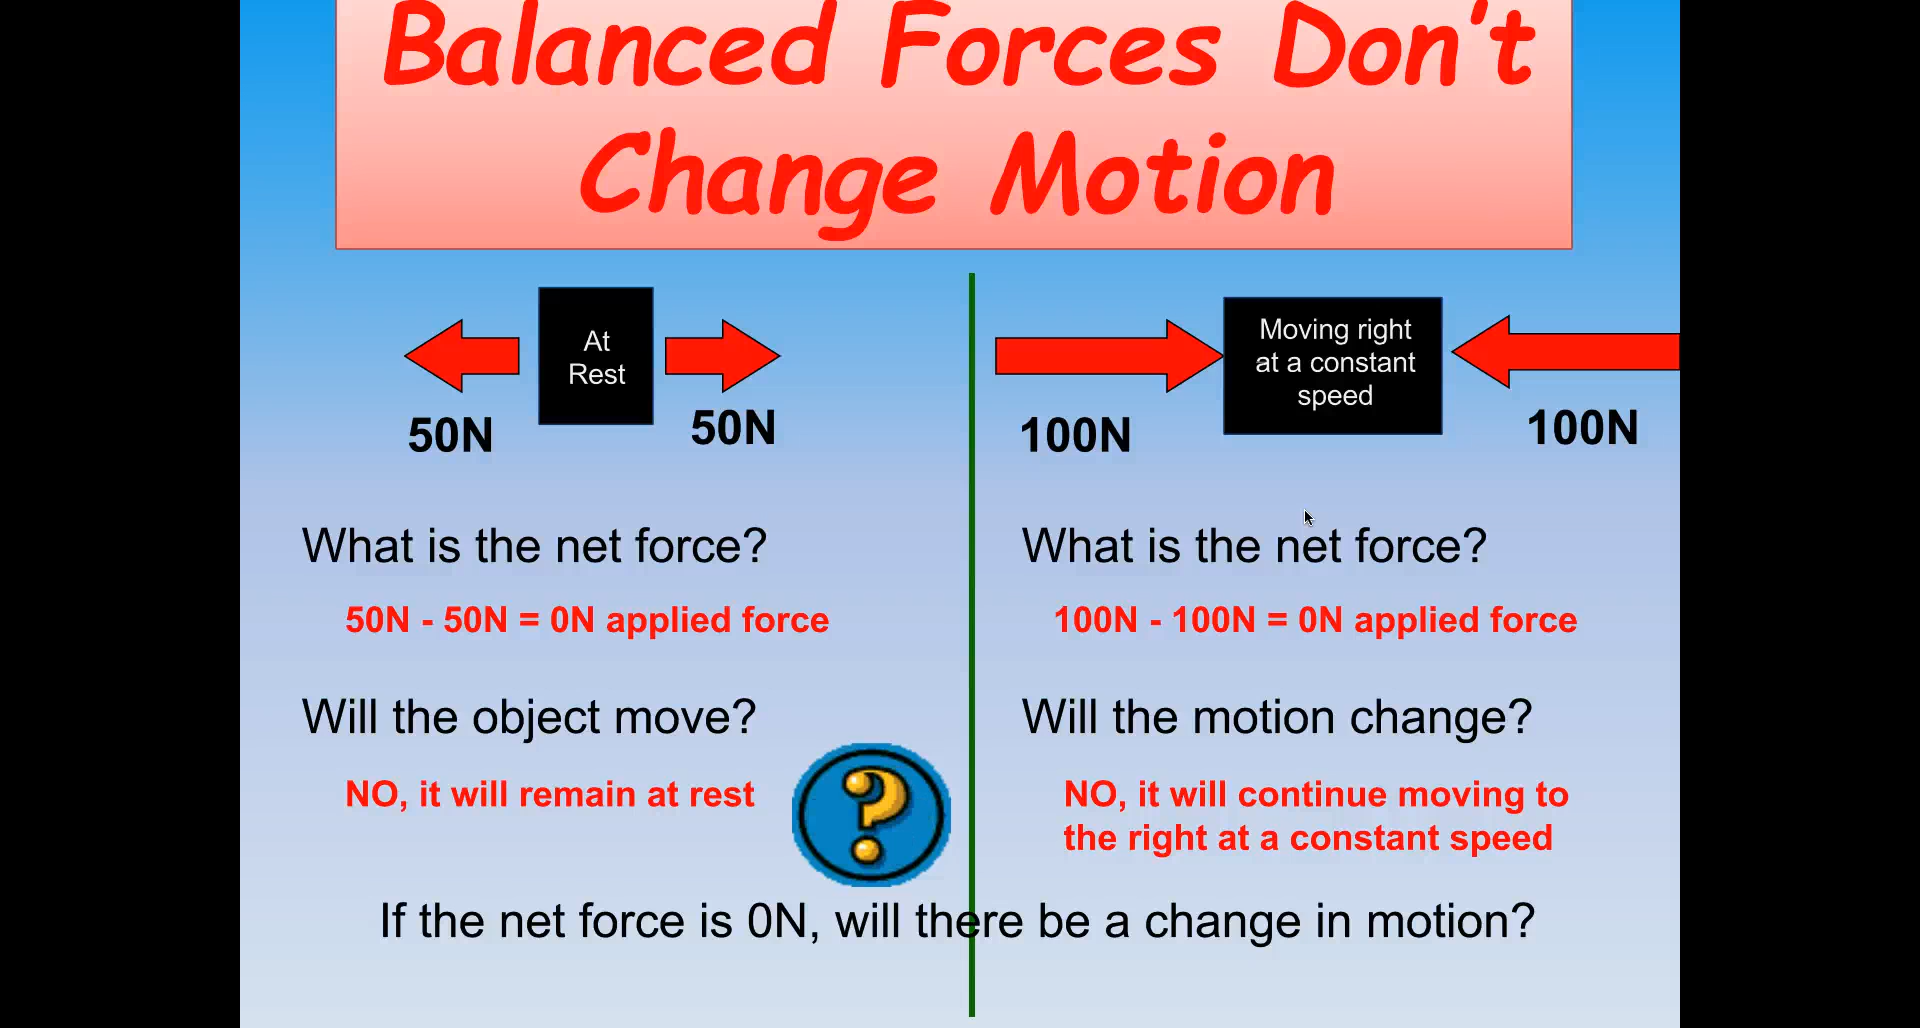 Balanced Forces Don't
Change Motion
At
Rest
50N
50N
What is the net force?
50N - 50N = 0N applied force
Will the object move?
NO, it will remain at rest
Moving right
at a constant
speed
100N
100N
What is the net force?
100N - 100N = 0N applied force
Will the motion change?
NO, it will continue moving to
the right at a constant speed
?
If the net force is 0N, will there be a change in motion?